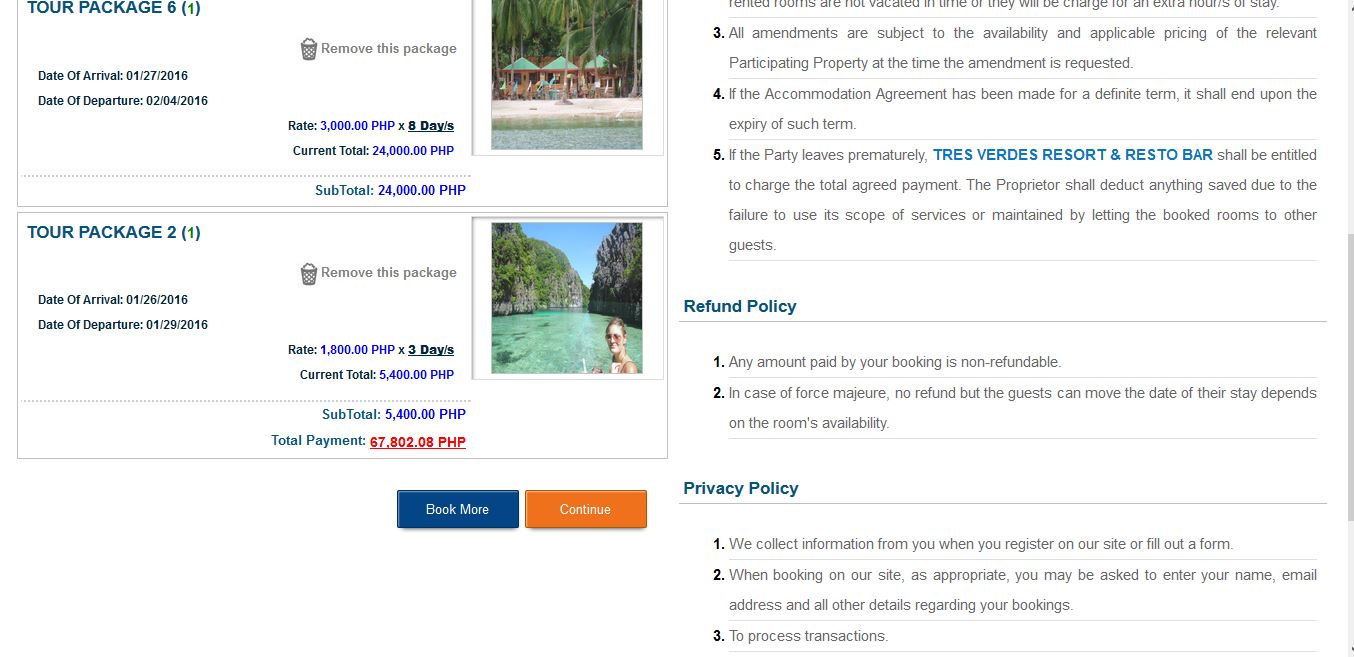 TOUR PACKAGE 6 (1)
Remove this package
Date Of Arrival: 01/27/2016
Date Of Departure: 02/04/2016
Rate: 3,000.00 PHP x 8 Day/s
Current Total: 24,000.00 PHP
SubTotal: 24,000.00 PHP
TOUR PACKAGE 2 (1)
Remove this package
Date Of Arrival: 01/26/2016
Date Of Departure: 01/29/2016
Rate: 1,800.00 PHP x 3 Day/s
Current Total: 5,400.00 PHP
SubTotal: 5,400.00 PHP
Total Payment: 67,802.08 PHP
Book More
Continue
rented rooms are not vacated in time or they will be charge for an extra hour/s of stay.
3. All amendments are subject to the availability and applicable pricing of the relevant
Participating Property at the time the amendment is requested.
4. If the Accommodation Agreement has been made for a definite term, it shall end upon the
expiry of such term.
5. If the Party leaves prematurely, TRES VERDES RESORT & RESTO BAR shall be entitled
to charge the total agreed payment. The Proprietor shall deduct anything saved due to the
failure to use its scope of services or maintained by letting the booked rooms to other
guests.
Refund Policy
1. Any amount paid by your booking is non-refundable.
2. In case of force majeure, no refund but the guests can move the date of their stay depends
on the room's availability.
Privacy Policy
1. We collect information from you when you register on our site or fill out a form.
2. When booking on our site, as appropriate, you may be asked to enter your name, email
address and all other details regarding your bookings.
3. To process transactions.